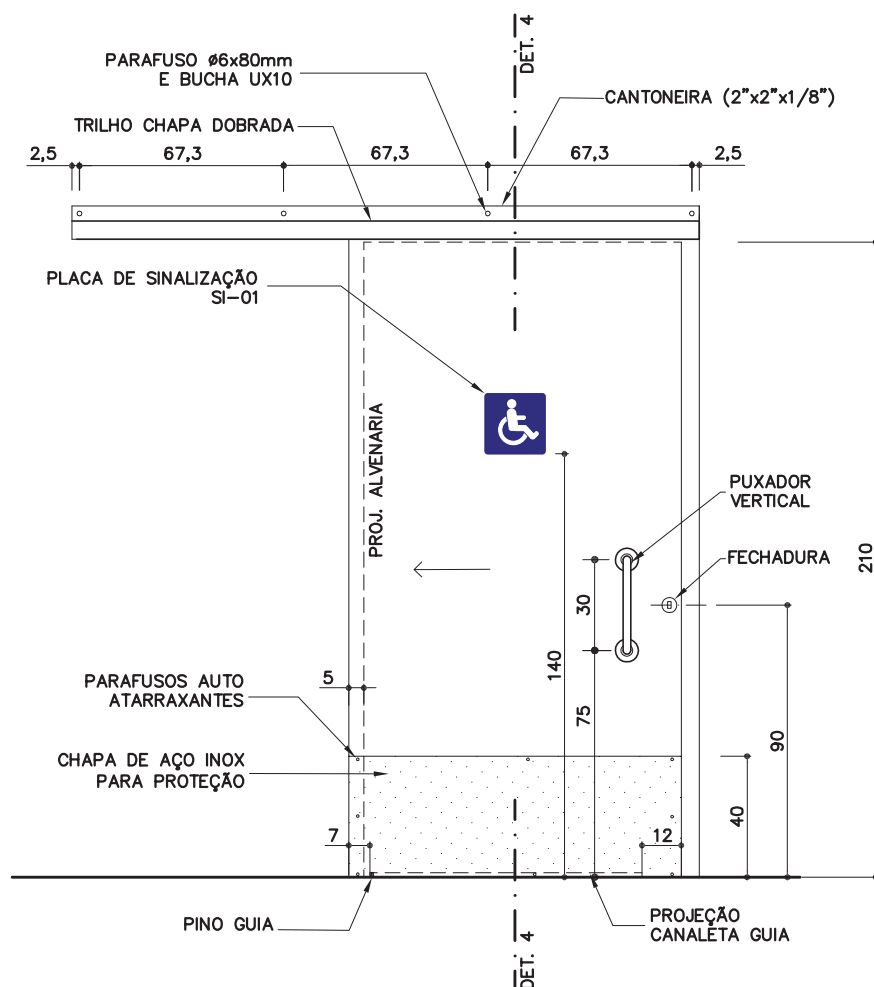 DET. 4
PARAFUSO ø6x80mm
E BUCHA UX10
CANTONEIRA (2"x2"x1/8")
TRILHO CHAPA DOBRADA
2,5
67,3
67,3
67,3
2,5
PLACA DE SINALIZAÇÃO
SI-01
PROJ. ALVENARIA
PUXADOR
VERTICAL
FECHADURA
210
30
140
PARAFUSOS AUTO
ATARRAXANTES
5
75
90
CHAPA DE AÇO INOX
PARA PROTEÇÃO
40
7
12
PINO GUIA
PROJEÇÃO
CANALETA GUIA
DET. 4